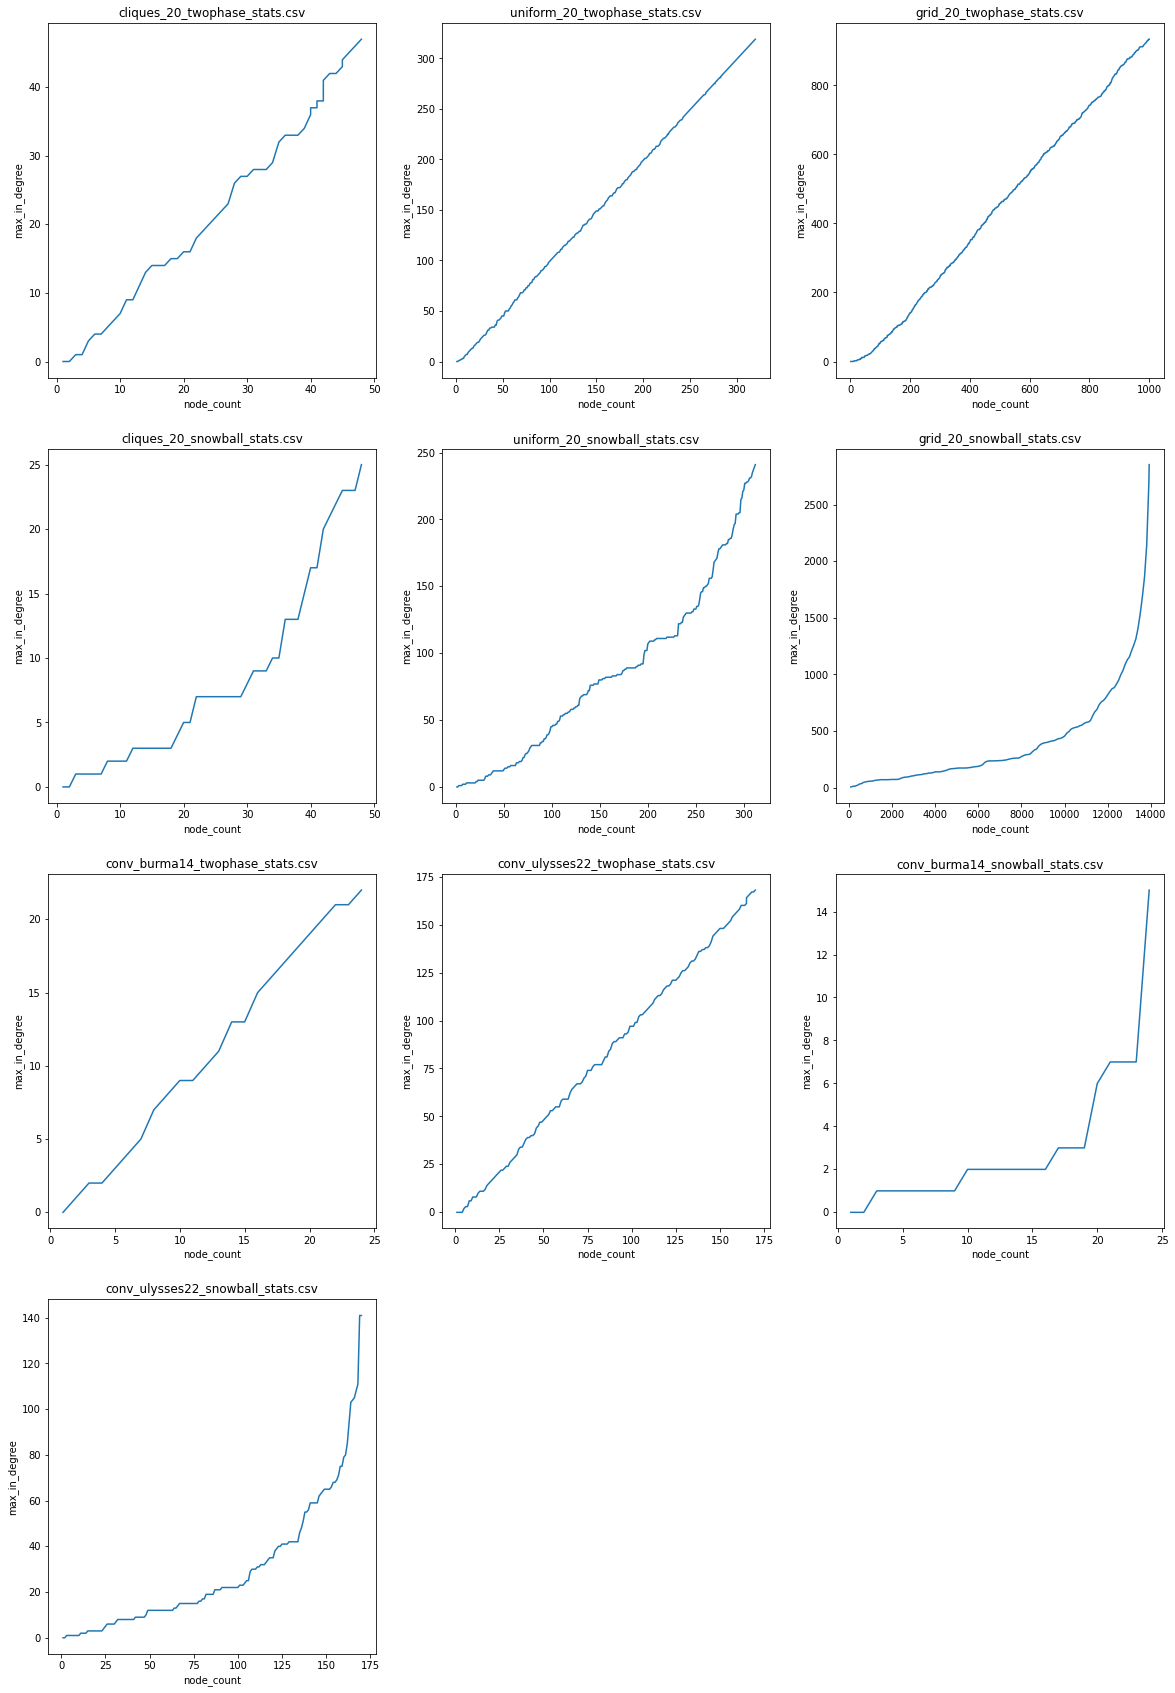 cliques_20_twophase_stats.csv
max_in_degree
40
30
20
10
0
0 10 20 30 40 50
node_count
uniform_20_twophase_stats.csv
max_in_degree
300
250
200
150
100
50
0
0 50 100 150 200 250 300
node_count
grid_20_twophase_stats.csv
max_in_degree
800
600
400
200
0
0 200 400 600 800 1000
node_count
cliques_20_snowball_stats.csv
max_in_degree
25
20
15
10
5
0
0 10 20 30 40 50
node_count
uniform_20_snowball_stats.csv
max_in_degree
250
200
150
100
50
0
0 50 100 150 200 250 300
node_count
grid_20_snowball_stats.csv
max_in_degree
2500
2000
1500
1000
500
0
0 2000 4000 6000 8000 10000 12000 14000
node_count
conv_burma14_twophase_stats.csv
max_in_degree
20
15
10
5
0
0 5 10 15 20 25
node_count
conv_ulysses22_twophase_stats.csv
max_in_degree
175
150
125
100
75
50
25
0
0 25 50 75 100 125 150 175
node_count
conv_burma14_snowball_stats.csv
max_in_degree
14
12
10
8
6
4
2
0
0 5 10 15 20 25
node_count
conv_ulysses22_snowball_stats.csv
max_in_degree
140
120
100
80
60
40
20
0
0 25 50 75 100 125 150 175
node_count